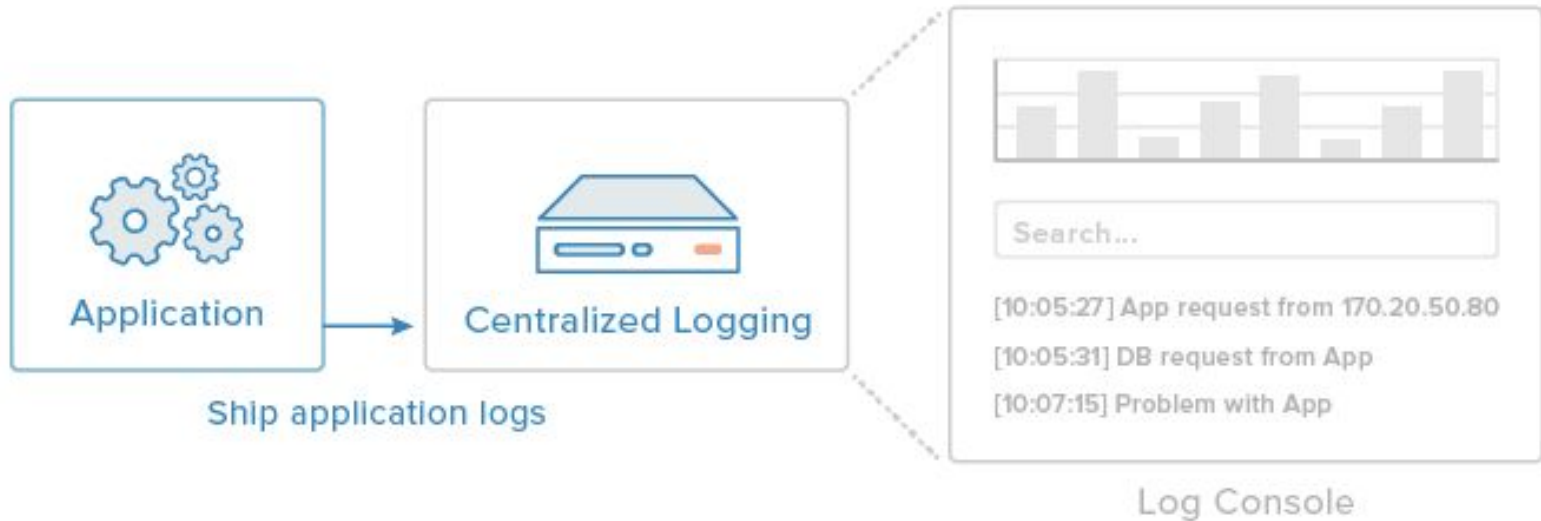 Application
Centralized Logging
Ship application logs
Search...
[10:05:27] App request from 170.20.50.80
[10:05:31] DB request from App
[10:07:15] Problem with App
Log Console